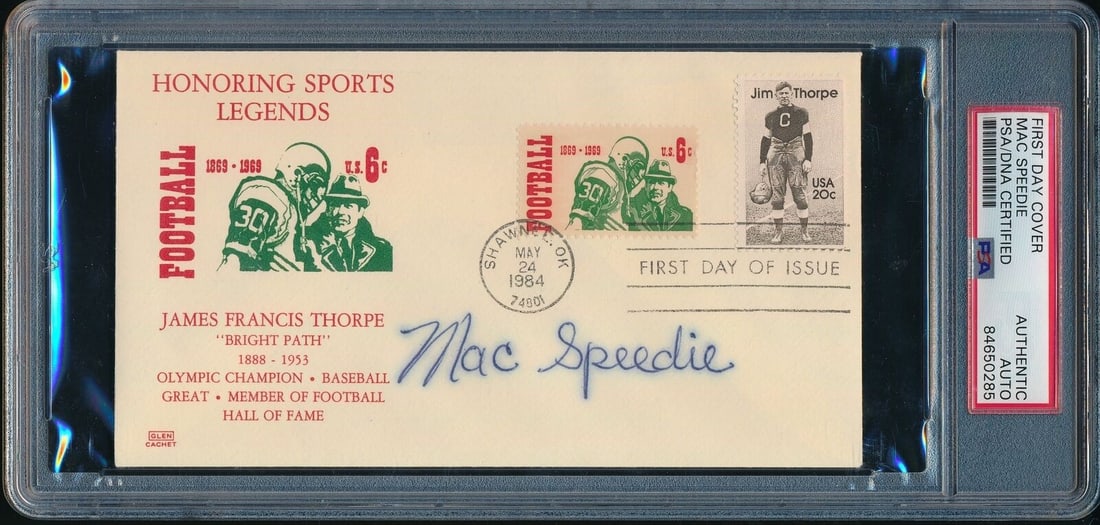 HONORING SPORTS
LEGENDS
FOOTBALL
1869 - 1969
U.S. 6c
30
FOOTBALL
1869 - 1969
U.S. 6c
30
Jim Thorpe
C
USA
20c
SHAWNEE, OK
MAY
24
1984
74801
FIRST DAY OF ISSUE
JAMES FRANCIS THORPE
"BRIGHT PATH"
1888 - 1953
OLYMPIC CHAMPION • BASEBALL
GREAT • MEMBER OF FOOTBALL
HALL OF FAME
Mac Speedie
GLEN
CACHET
FIRST DAY COVER
MAC SPEEDIE
PSA/DNA CERTIFIED
PSA
AUTHENTIC
AUTO
84650285